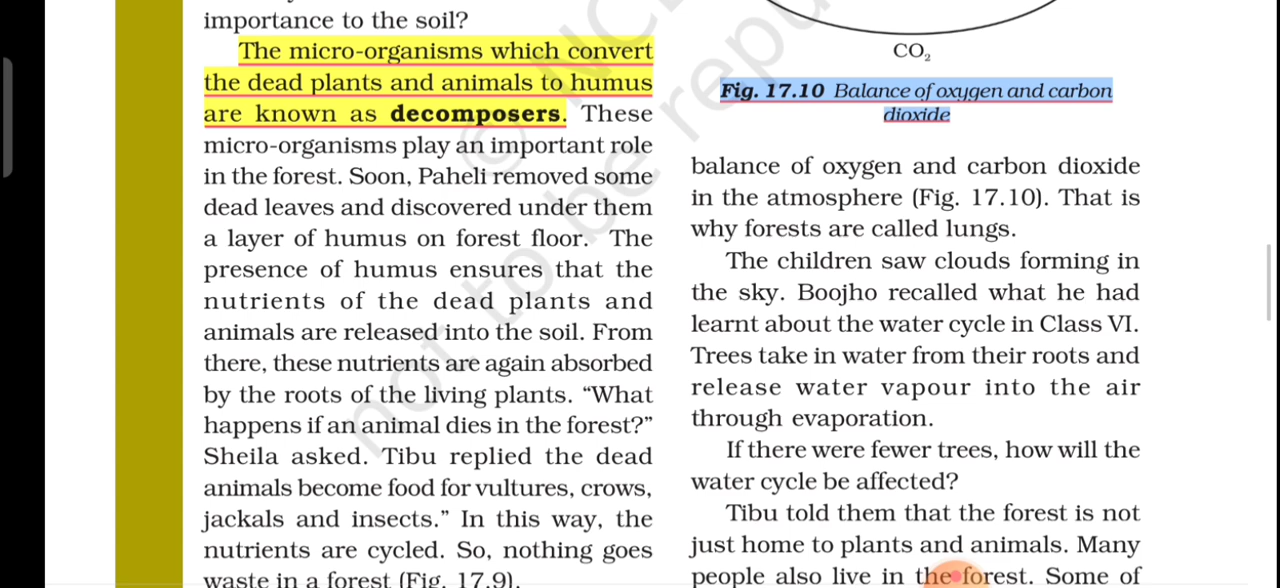 importance to the soil?
The micro-organisms which convert
the dead plants and animals to humus
are known as decomposers. These
micro-organisms play an important role
in the forest. Soon, Paheli removed some
dead leaves and discovered under them
a layer of humus on forest floor. The
presence of humus ensures that the
nutrients of the dead plants and
animals are released into the soil. From
there, these nutrients are again absorbed
by the roots of the living plants. “What
happens if an animal dies in the forest?”
Sheila asked. Tibu replied the dead
animals become food for vultures, crows,
jackals and insects.” In this way, the
nutrients are cycled. So, nothing goes
waste in a forest (Fig. 17.9).
CO₂
Fig. 17.10 Balance of oxygen and carbon
dioxide
balance of oxygen and carbon dioxide
in the atmosphere (Fig. 17.10). That is
why forests are called lungs.
The children saw clouds forming in
the sky. Boojho recalled what he had
learnt about the water cycle in Class VI.
Trees take in water from their roots and
release water vapour into the air
through evaporation.
If there were fewer trees, how will the
water cycle be affected?
Tibu told them that the forest is not
just home to plants and animals. Many
people also live in the forest. Some of
not to be repu
© NC